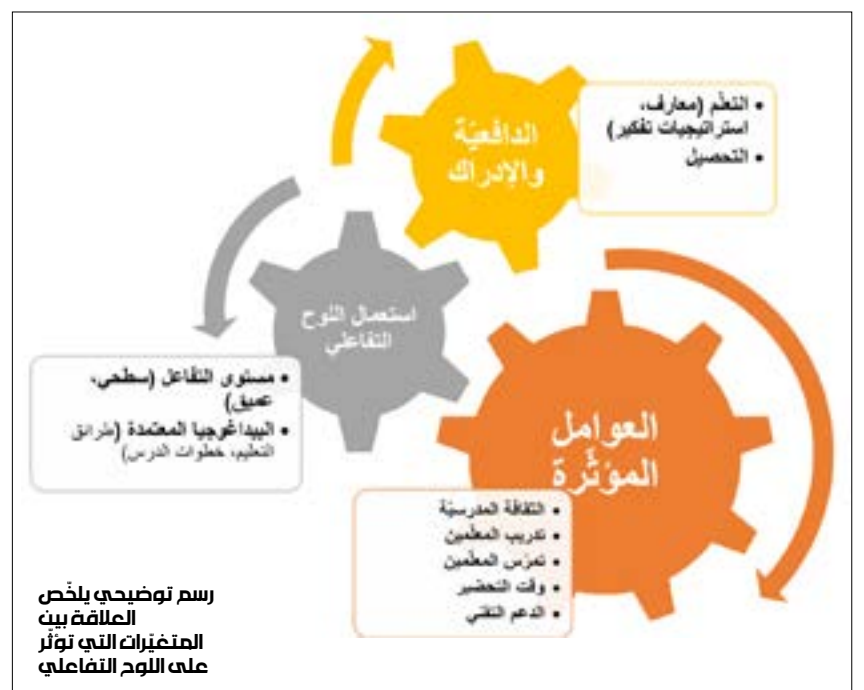 الدافعيّة
والإدراك
• التعلّم (معارف،
استراتيجيات تفكير)
• التحصيل
استعمال اللوح
التفاعلي
• مستوى التفاعل (سطحي،
عميق)
• البيداغوجيا المعتمدة (طرائق
التعليم، خطوات الدرس)
العوامل
المؤثّرة
• الثقافة المدرسيّة
• تدريب المعلّمين
• تمرّس المعلّمين
• وقت التحضير
• الدعم التقني
رسم توضيحي يلخّص
العلاقة بين
المتغيّرات التي تؤثّر
على اللوح التفاعلي